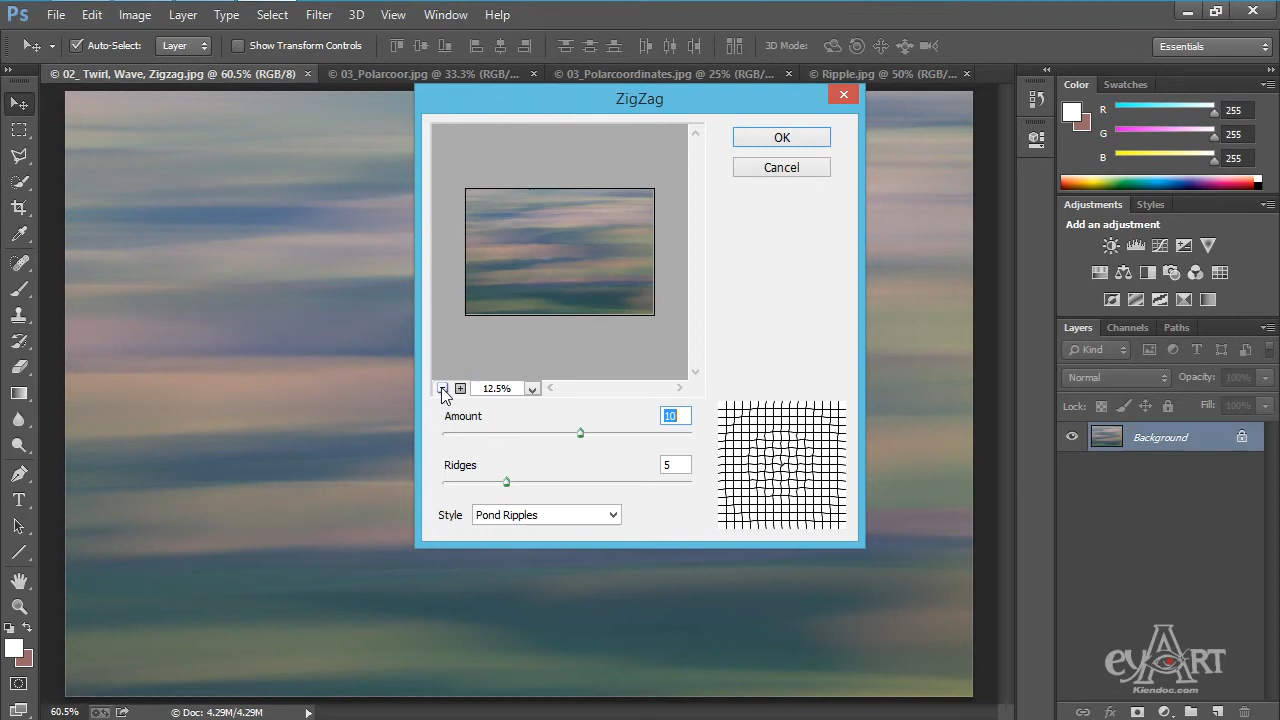 Ps File Edit Image Layer Type Select Filter 3D View Window Help
Auto-Select: Layer Show Transform Controls 3D Mode: Essentials
© 02_ Twirl, Wave, Zigzag.jpg @ 60.5% (RGB/8) × © 03_Polarcoor.jpg @ 33.3% (RGB/... × © 03_Polarcoordinates.jpg @ 25% (RGB/... × © Ripple.jpg @ 50% (RGB/... ×
ZigZag
OK
Cancel
12.5%
Amount 10
Ridges 5
Style Pond Ripples
Color Swatches
R 255
G 255
B 255
Adjustments Styles
Add an adjustment
Layers Channels Paths
Kind
Normal Opacity: 100%
Lock: Fill: 100%
Background
eyART
Kiendoc.com
60.5% © Doc: 4.29M/4.29M